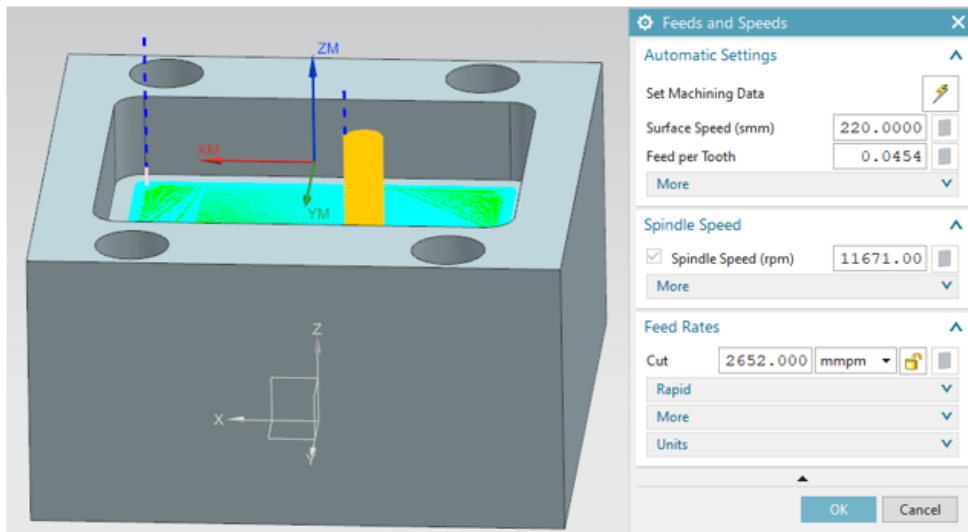 ZM
XM
YM
Z
X
Y
Feeds and Speeds
Automatic Settings
Set Machining Data
Surface Speed (smm) 220.0000
Feed per Tooth 0.0454
More
Spindle Speed
Spindle Speed (rpm) 11671.00
More
Feed Rates
Cut 2652.000 mmpm
Rapid
More
Units
OK Cancel